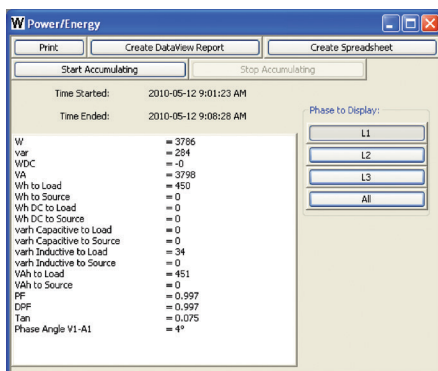 W Power/Energy
Print Create DataView Report Create Spreadsheet
Start Accumulating Stop Accumulating
Time Started: 2010-05-12 9:01:23 AM
Time Ended: 2010-05-12 9:08:28 AM
Phase to Display:
L1
L2
L3
All
W = 3786
var = 284
WDC = -0
VA = 3798
Wh to Load = 450
Wh to Source = 0
Wh DC to Load = 0
Wh DC to Source = 0
varh Capacitive to Load = 0
varh Capacitive to Source = 0
varh Inductive to Load = 34
varh Inductive to Source = 0
VAh to Load = 451
VAh to Source = 0
PF = 0.997
DPF = 0.997
Tan = 0.075
Phase Angle V1-A1 = 4°